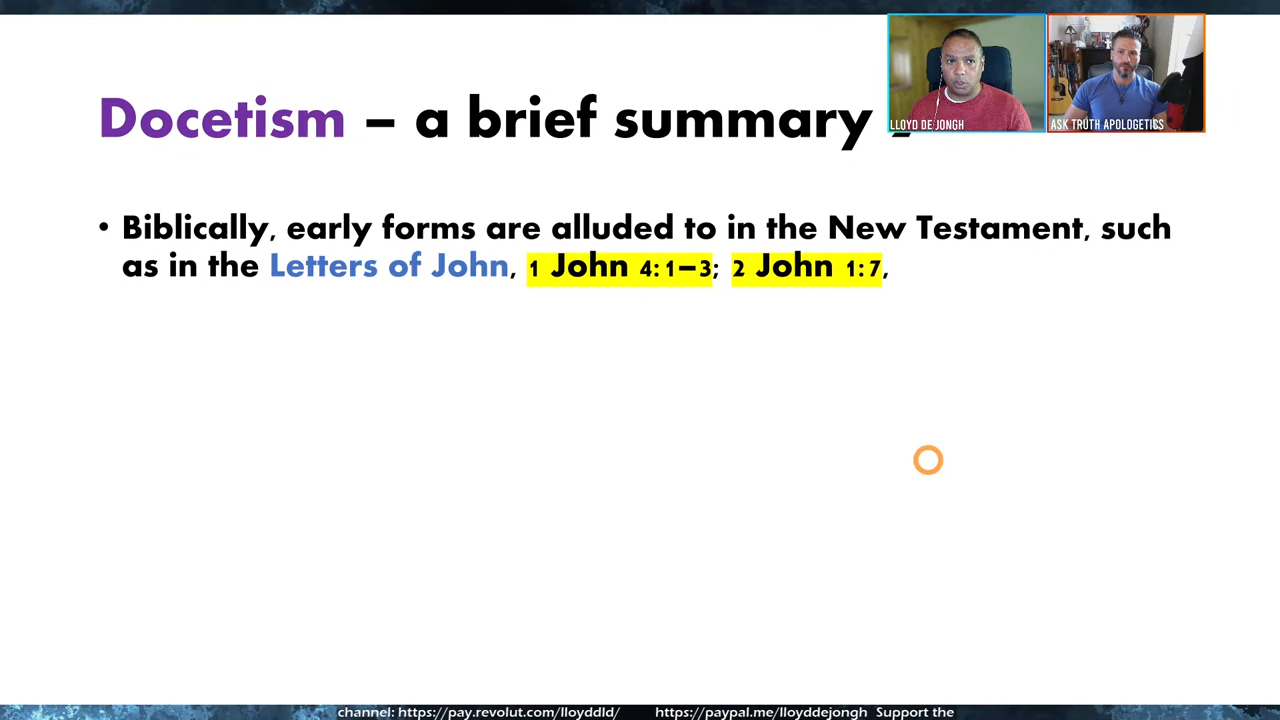 Docetism – a brief summary
LLOYD DE JONGH
ASK TRUTH APOLOGETICS
• Biblically, early forms are alluded to in the New Testament, such
as in the Letters of John, 1 John 4:1–3; 2 John 1:7,
channel: https://pay.revolut.com/lloyddld/ https://paypal.me/lloyddejongh Support the